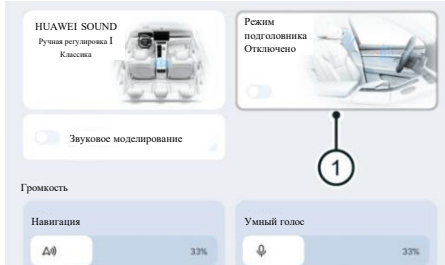 HUAWEI SOUND
Ручная регулировка I
Классика
Режим
подголовника
Отключено
Звуковое моделирование
1
Громкость
Навигация
33%
Умный голос
33%